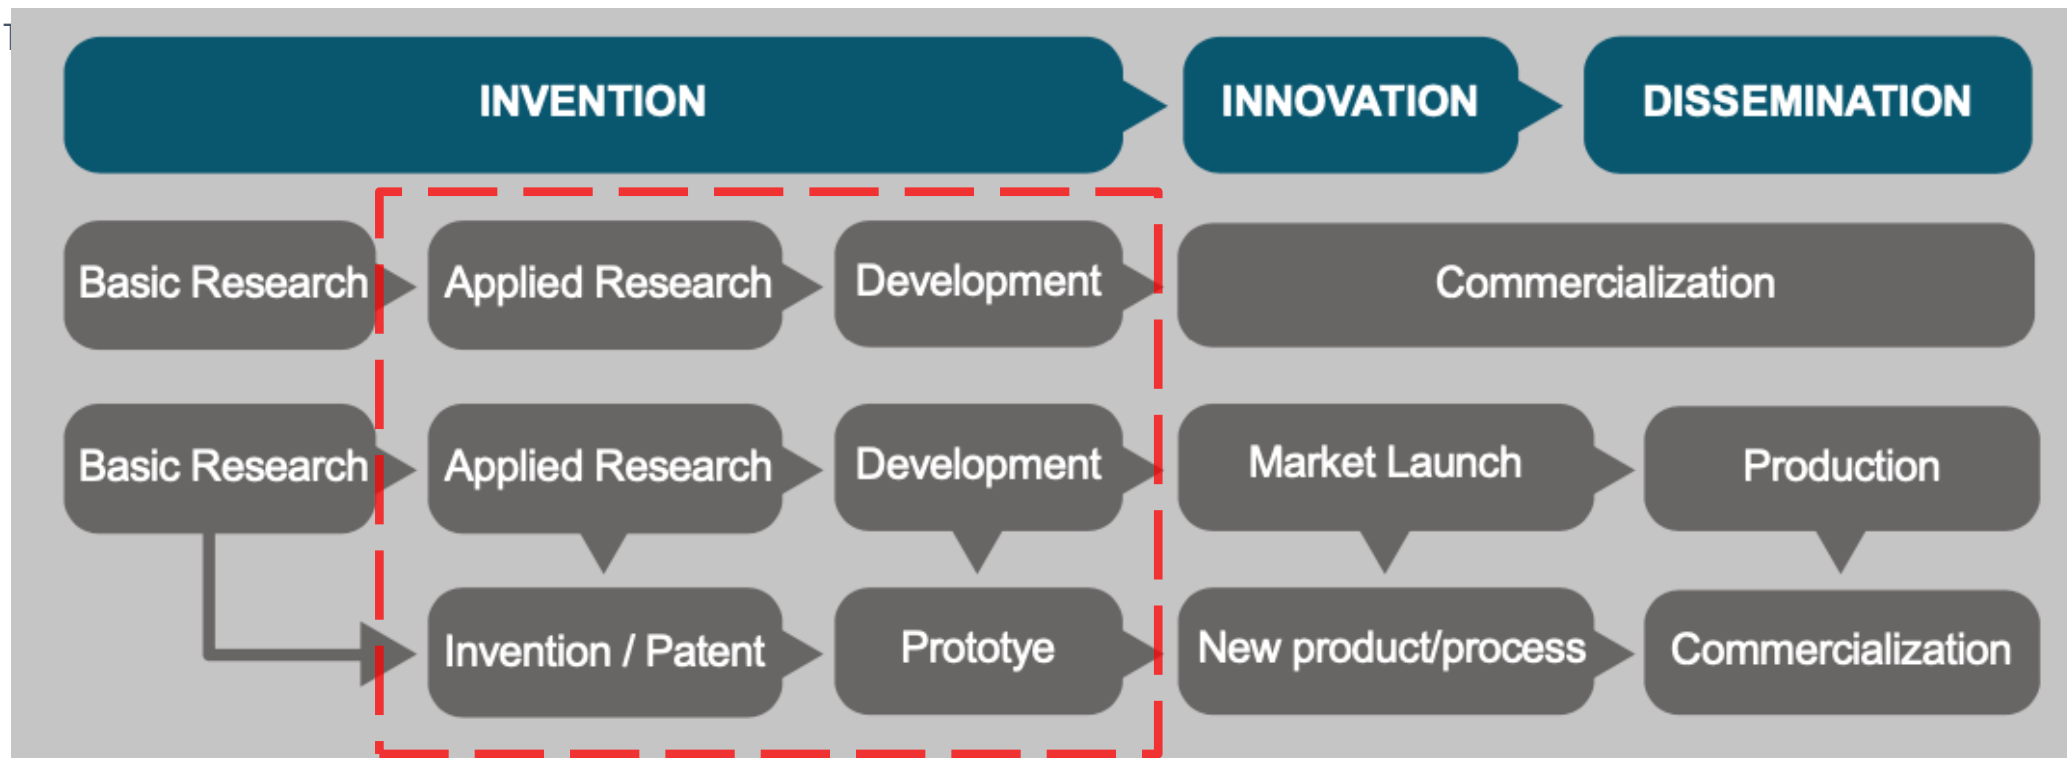 INVENTION INNOVATION DISSEMINATION
Basic Research Applied Research Development Commercialization
Basic Research Applied Research Development Market Launch Production
Invention / Patent Prototye New product/process Commercialization